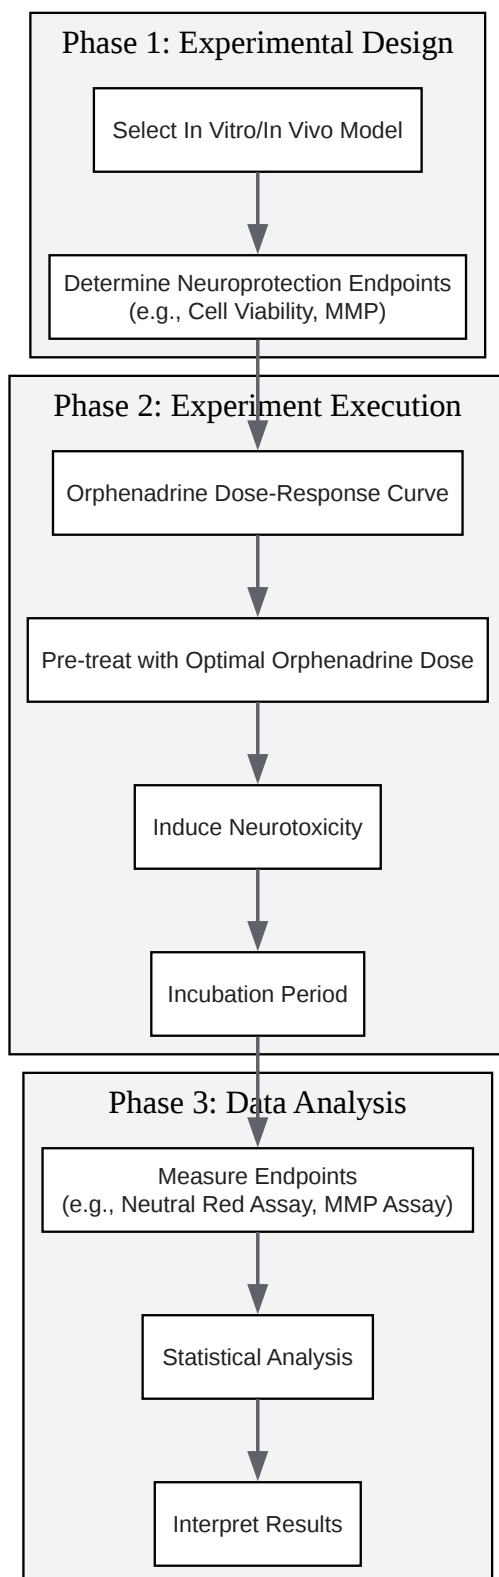 Phase 1: Experimental Design
Select In Vitro/In Vivo Model
Determine Neuroprotection Endpoints
(e.g., Cell Viability, MMP)
Phase 2: Experiment Execution
Orphenadrine Dose-Response Curve
Pre-treat with Optimal Orphenadrine Dose
Induce Neurotoxicity
Incubation Period
Phase 3: Data Analysis
Measure Endpoints
(e.g., Neutral Red Assay, MMP Assay)
Statistical Analysis
Interpret Results